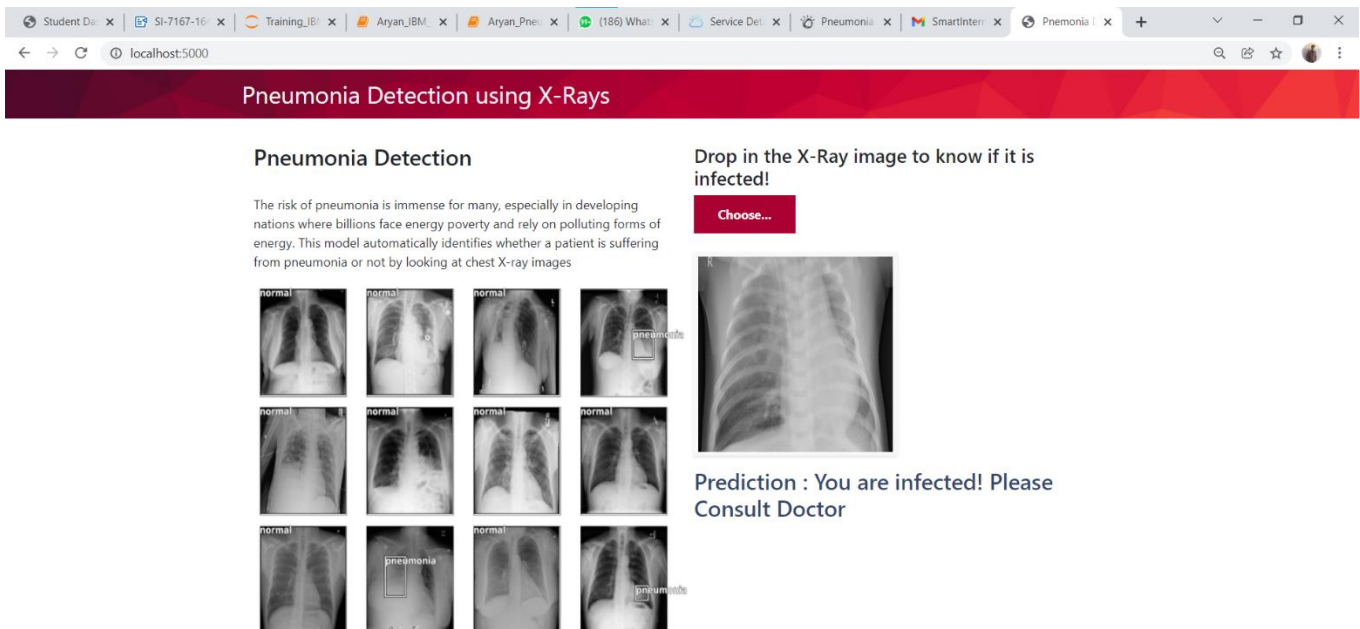 Student Da
SI-7167-16
Training_IB
Aryan_IBM_
Aryan_Pneu
(186) What
Service Det
Pneumonia
SmartIntern
Pnemonia
localhost:5000
Pneumonia Detection using X-Rays
Pneumonia Detection
The risk of pneumonia is immense for many, especially in developing
nations where billions face energy poverty and rely on polluting forms of
energy. This model automatically identifies whether a patient is suffering
from pneumonia or not by looking at chest X-ray images
normal normal normal
pneumonia
normal normal normal normal
normal normal
pneumonia
pneumonia
Drop in the X-Ray image to know if it is
infected!
Choose...
R
Prediction : You are infected! Please
Consult Doctor